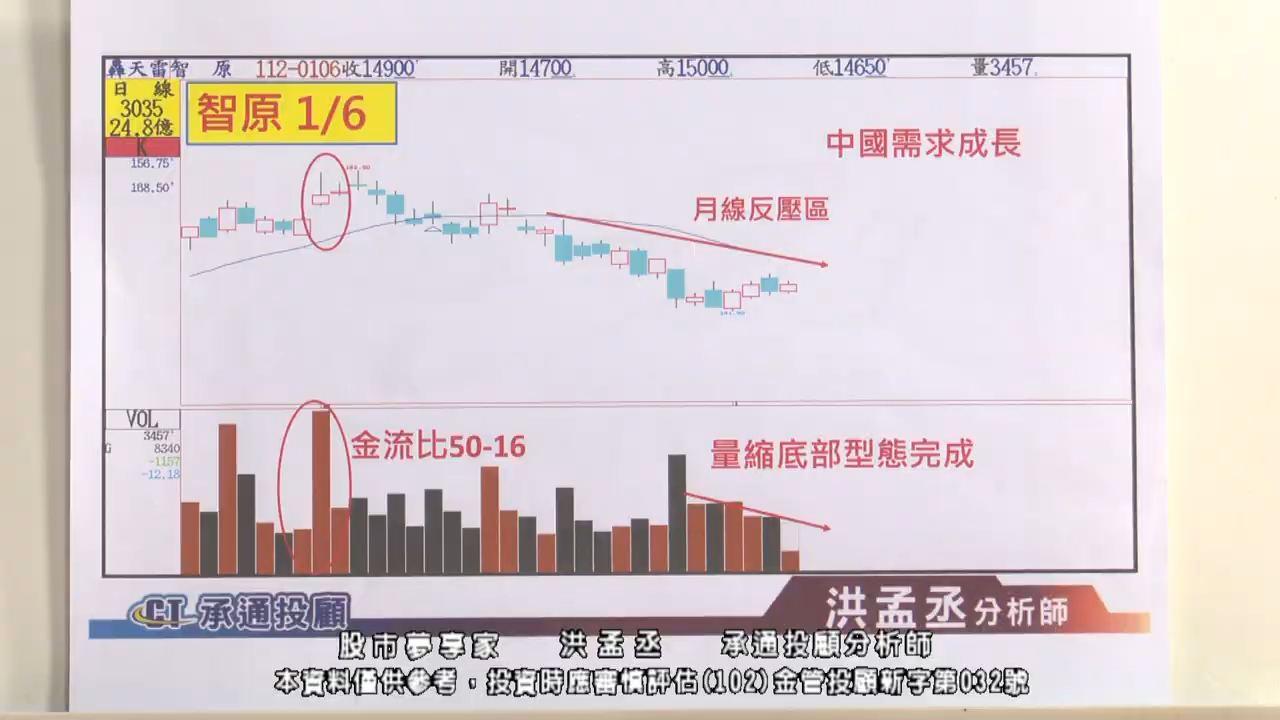 轟天雷智 原 112-0106收14900' 開14700 高15000 低14650' 量3457
日 線
3035
24.8億
K
智原 1/6
156.75'
168.50'
中國需求成長
月線反壓區
VOL
3457'
8340
-1157
-12.18
金流比50-16
量縮底部型態完成
CT 承通投顧
洪孟丞 分析師
股市夢享家 洪孟丞 承通投顧分析師
本資料僅供參考，投資時應審慎評估(102)金管投顧新字第032號